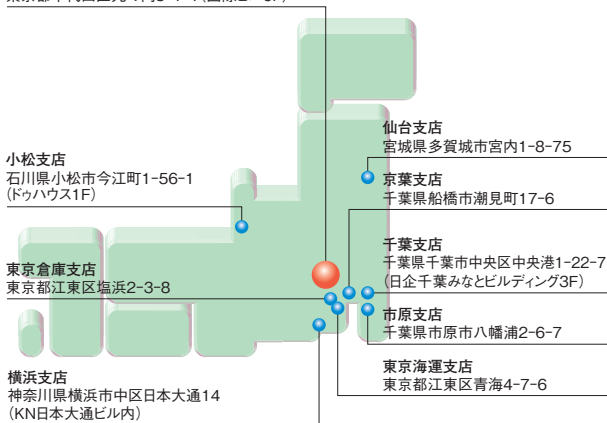 小松支店
石川県小松市今江町1-56-1
(ドゥハウス1F)
東京倉庫支店
東京都江東区塩浜2-3-8
横浜支店
神奈川県横浜市中区日本大通14
(KN日本大通ビル内)
仙台支店
宮城県多賀城市宮内1-8-75
京葉支店
千葉県船橋市潮見町17-6
千葉支店
千葉県千葉市中央区中央港1-22-7
(日企千葉みなとビルディング3F)
市原支店
千葉県市原市八幡浦2-6-7
東京海運支店
東京都江東区青海4-7-6